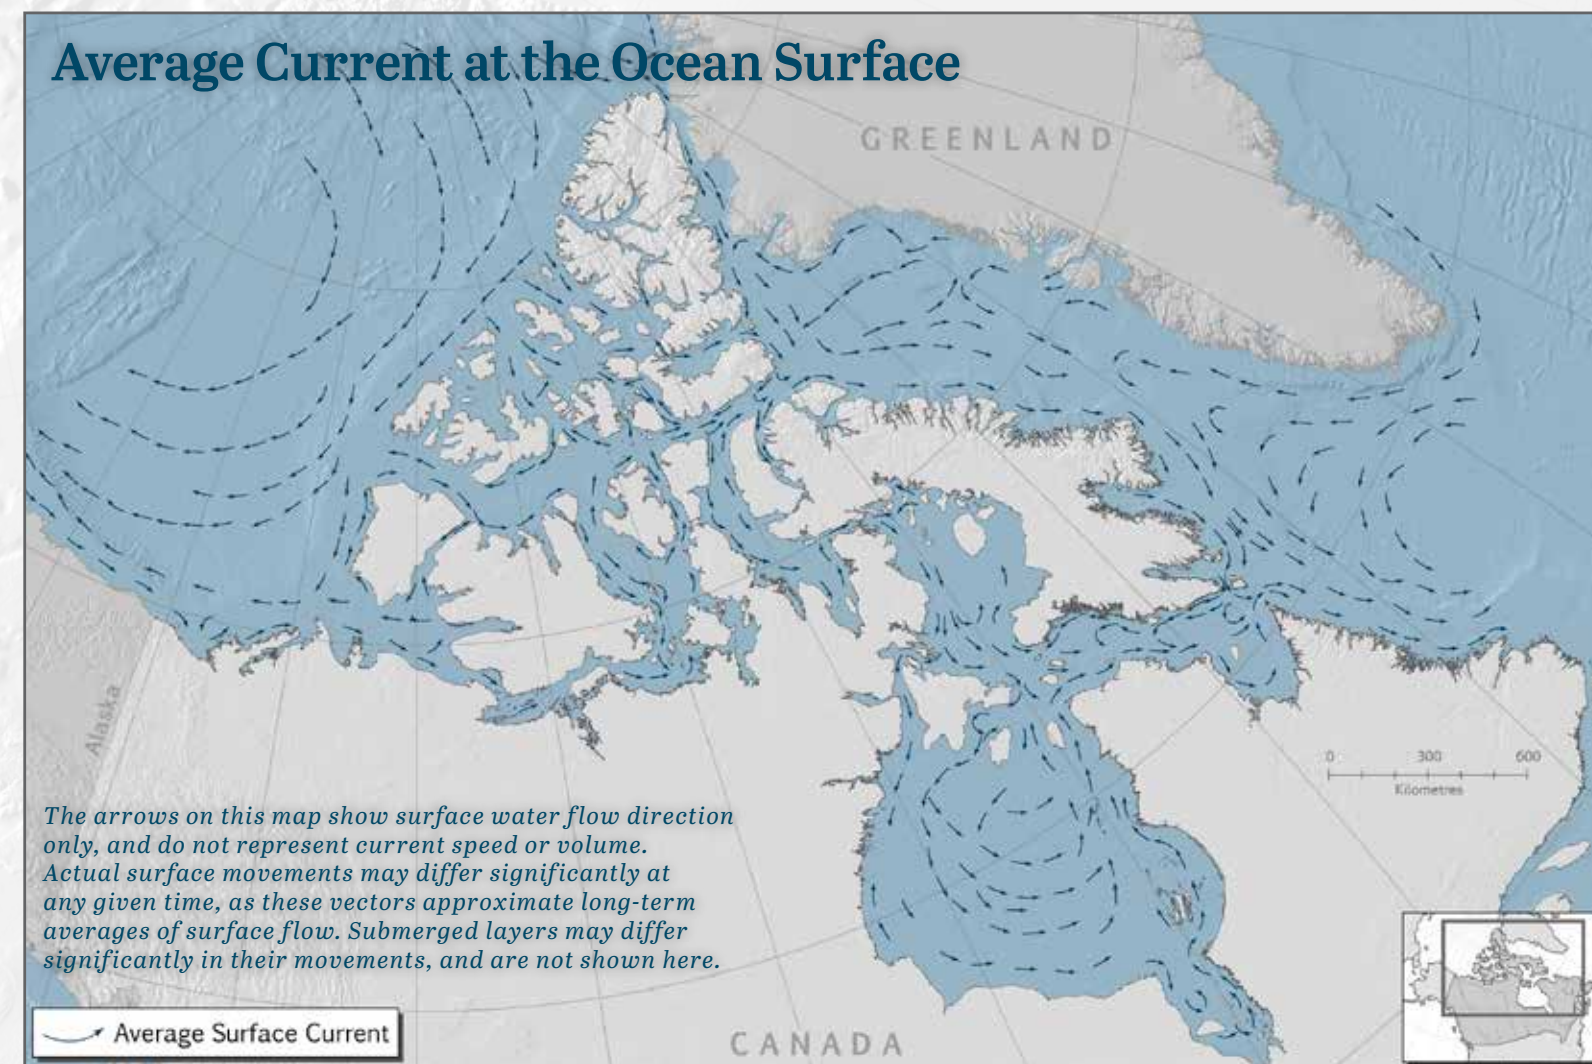 Average Current at the Ocean Surface
GREENLAND
Alaska
0 300 600
Kilometres
The arrows on this map show surface water flow direction
only, and do not represent current speed or volume.
Actual surface movements may differ significantly at
any given time, as these vectors approximate long-term
averages of surface flow. Submerged layers may differ
significantly in their movements, and are not shown here.
Average Surface Current
CANADA